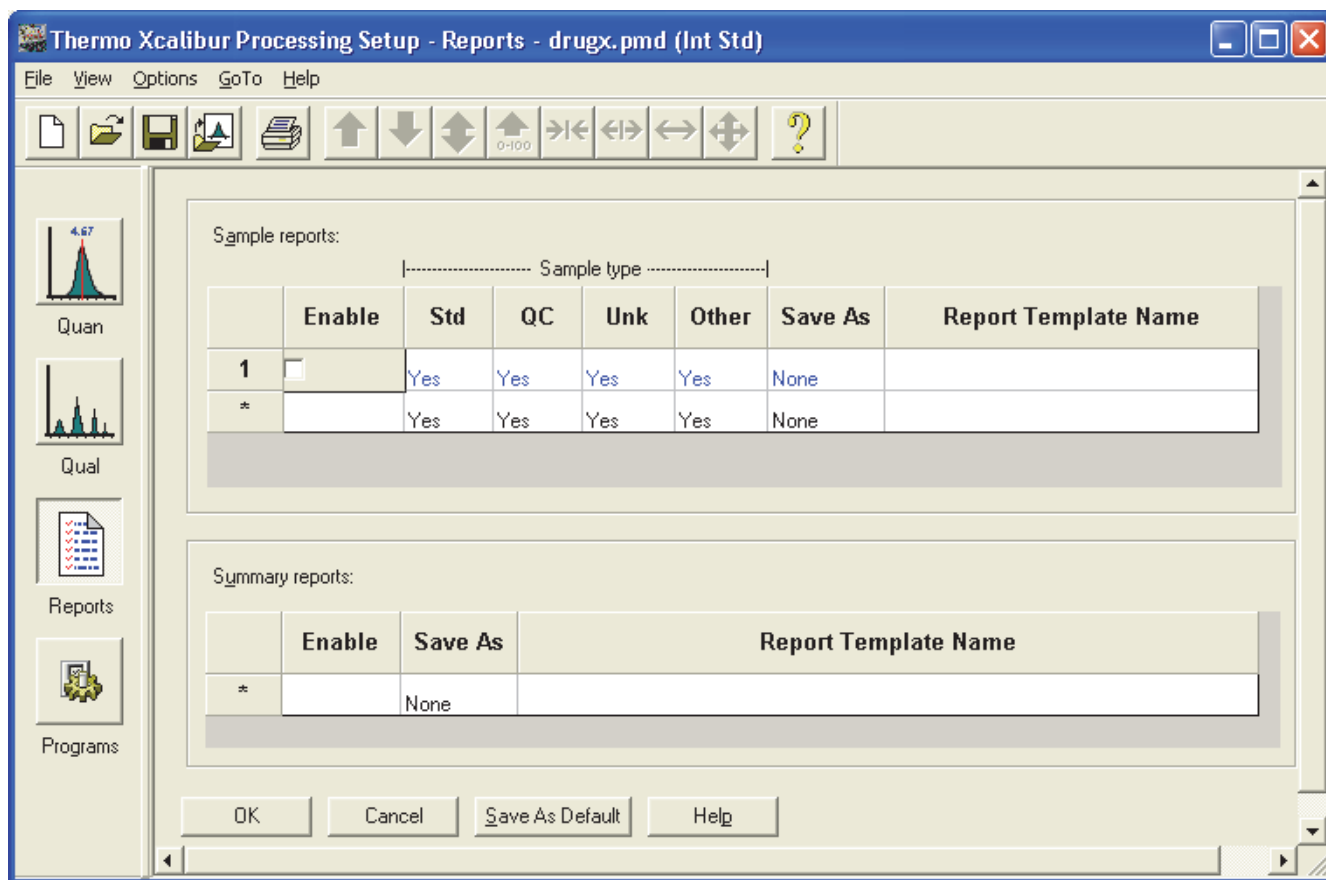 Thermo Xcalibur Processing Setup - Reports - drugx.pmd (Int Std)
File View Options GoTo Help
0-100
4.67
Quan
Qual
Reports
Programs
Sample reports:
|---------------------- Sample type ---------------------|
Enable Std QC Unk Other Save As Report Template Name
1 Yes Yes Yes Yes None
* Yes Yes Yes Yes None
Summary reports:
Enable Save As Report Template Name
* None
OK Cancel Save As Default Help